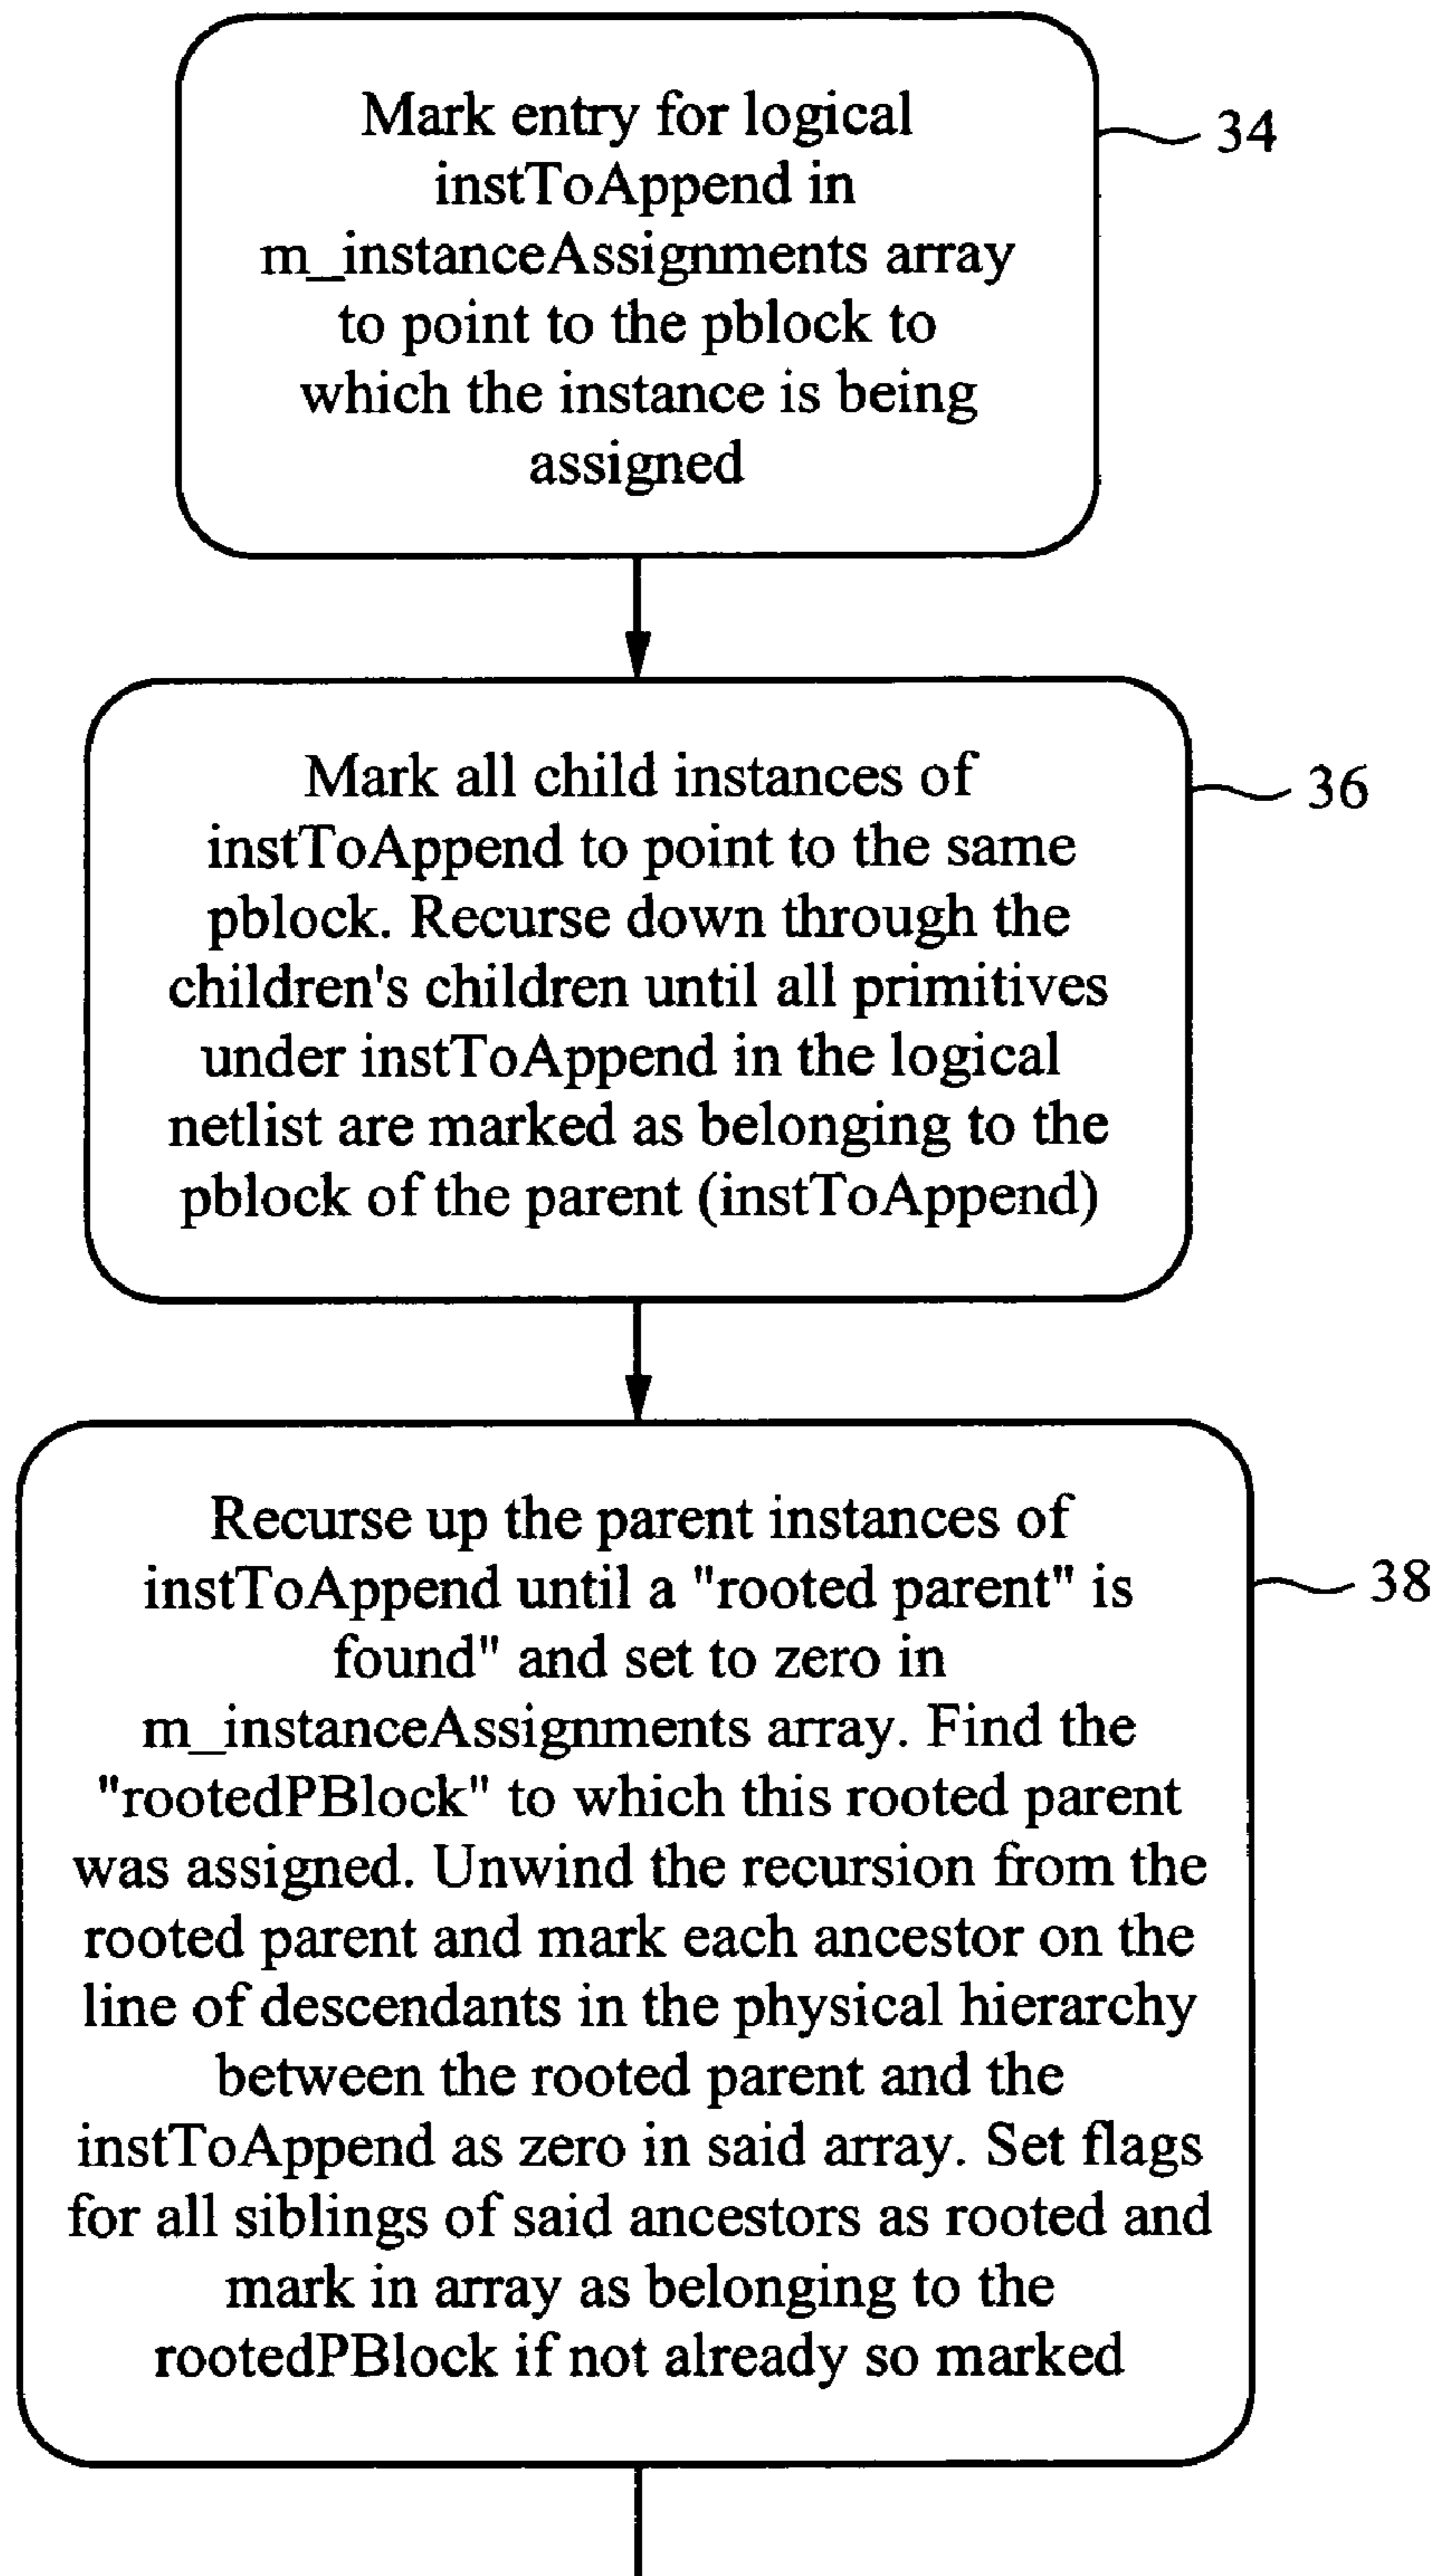 Mark entry for logical
instToAppend in
m_instanceAssignments array
to point to the pblock to
which the instance is being
assigned
34
Mark all child instances of
instToAppend to point to the same
pblock. Recurse down through the
children's children until all primitives
under instToAppend in the logical
netlist are marked as belonging to the
pblock of the parent (instToAppend)
36
Recurse up the parent instances of
instToAppend until a "rooted parent" is
found" and set to zero in
m_instanceAssignments array. Find the
"rootedPBlock" to which this rooted parent
was assigned. Unwind the recursion from the
rooted parent and mark each ancestor on the
line of descendants in the physical hierarchy
between the rooted parent and the
instToAppend as zero in said array. Set flags
for all siblings of said ancestors as rooted and
mark in array as belonging to the
rootedPBlock if not already so marked
38